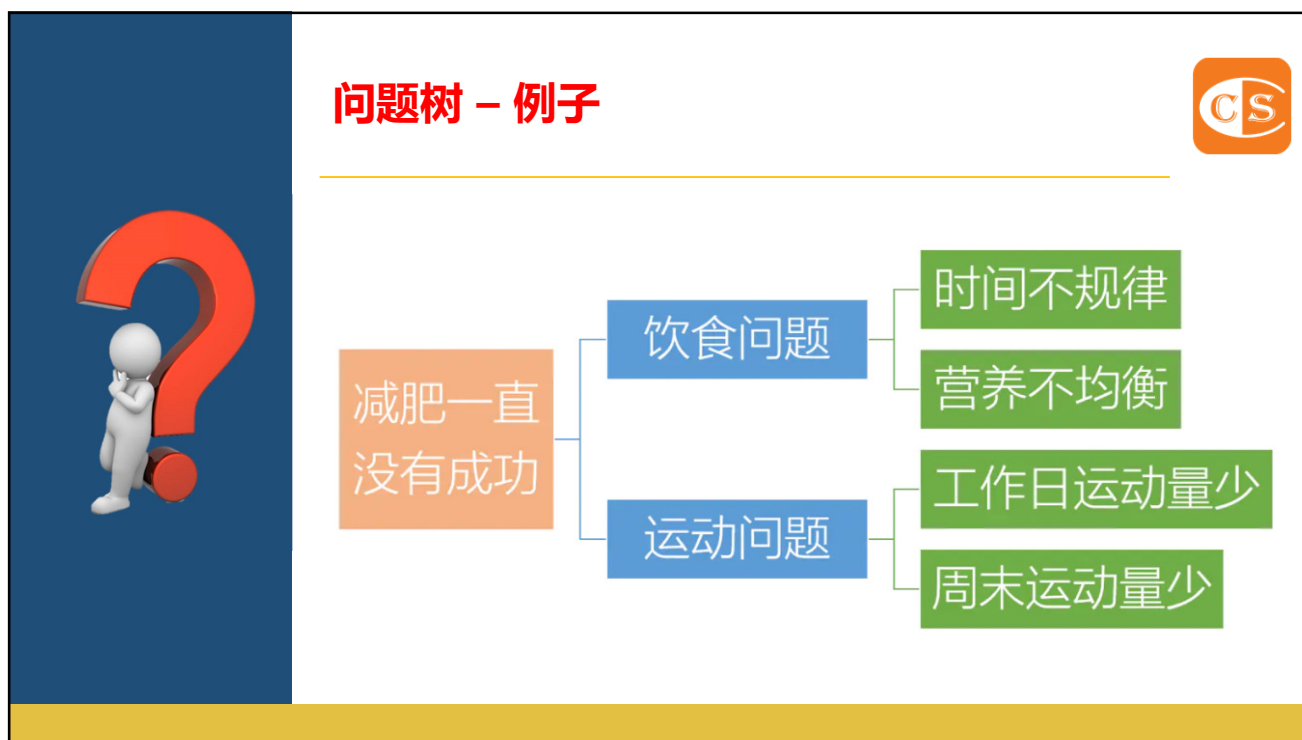 问题树 – 例子
CS
减肥一直
没有成功
饮食问题
时间不规律
营养不均衡
运动问题
工作日运动量少
周末运动量少